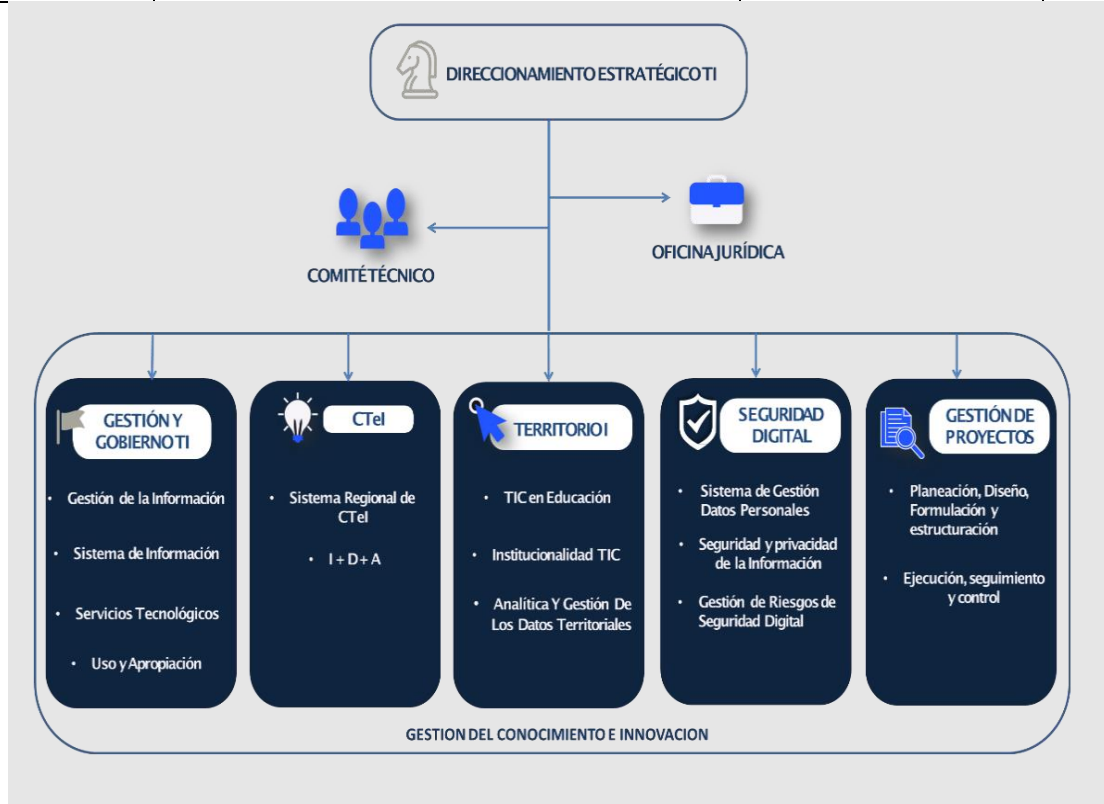 DIRECCIONAMIENTO ESTRATÉGICO TI
OFICINA JURÍDICA
COMITÉ TÉCNICO
GESTIÓN Y
GOBIERNO TI
• Gestión de la Información
• Sistema de Información
• Servicios Tecnológicos
• Uso y Apropiación
CTeI
• Sistema Regional de
CTeI
• I + D + A
TERRITORIO I
• TIC en Educación
• Institucionalidad TIC
• Analítica Y Gestión De
Los Datos Territoriales
SEGURIDAD
DIGITAL
• Sistema de Gestión
Datos Personales
• Seguridad y privacidad
de la Información
• Gestión de Riesgos de
Seguridad Digital
GESTIÓN DE
PROYECTOS
• Planeación, Diseño,
Formulación y
estructuración
• Ejecución, seguimiento
y control
GESTION DEL CONOCIMIENTO E INNOVACION